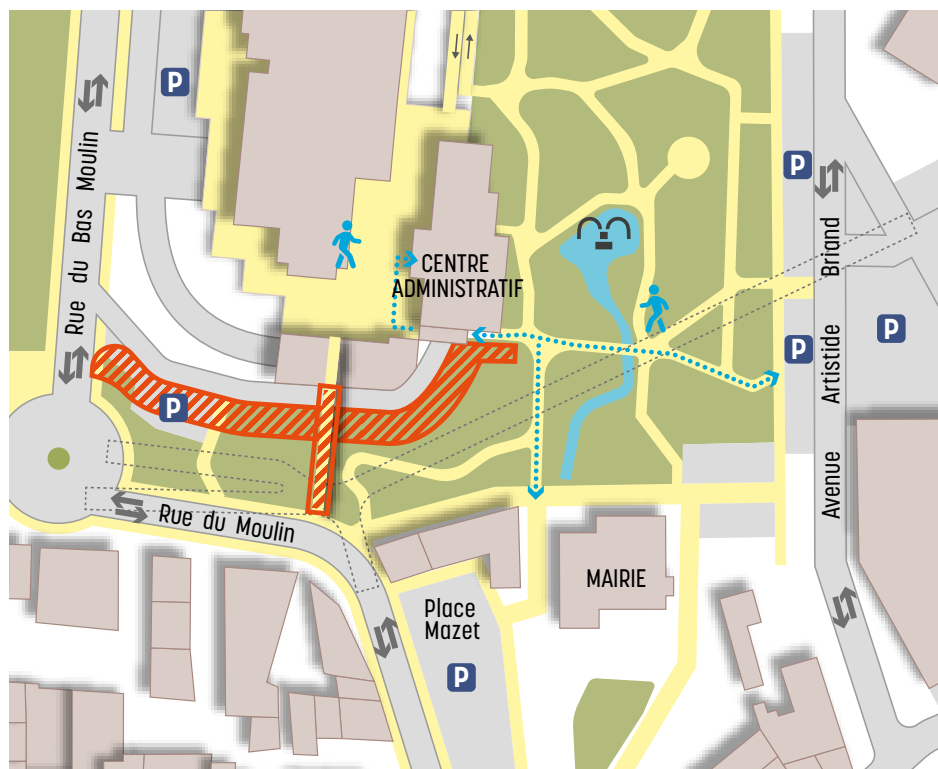 P
Rue du Bas Moulin
P
CENTRE
ADMINISTRATIF
Avenue Artistide Briand
P
P
P
Rue du Moulin
MAIRIE
Place
Mazet
P